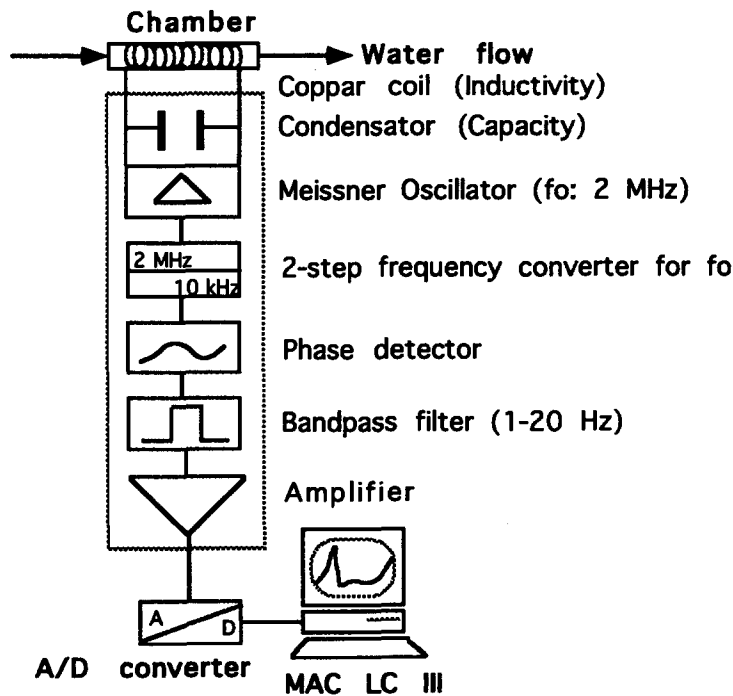 Chamber
Water flow
Coppar coil (Inductivity)
Condensator (Capacity)
Meissner Oscillator (fo: 2 MHz)
2 MHz
10 kHz
2-step frequency converter for fo
Phase detector
Bandpass filter (1-20 Hz)
Amplifier
A
D
A/D converter
MAC LC III